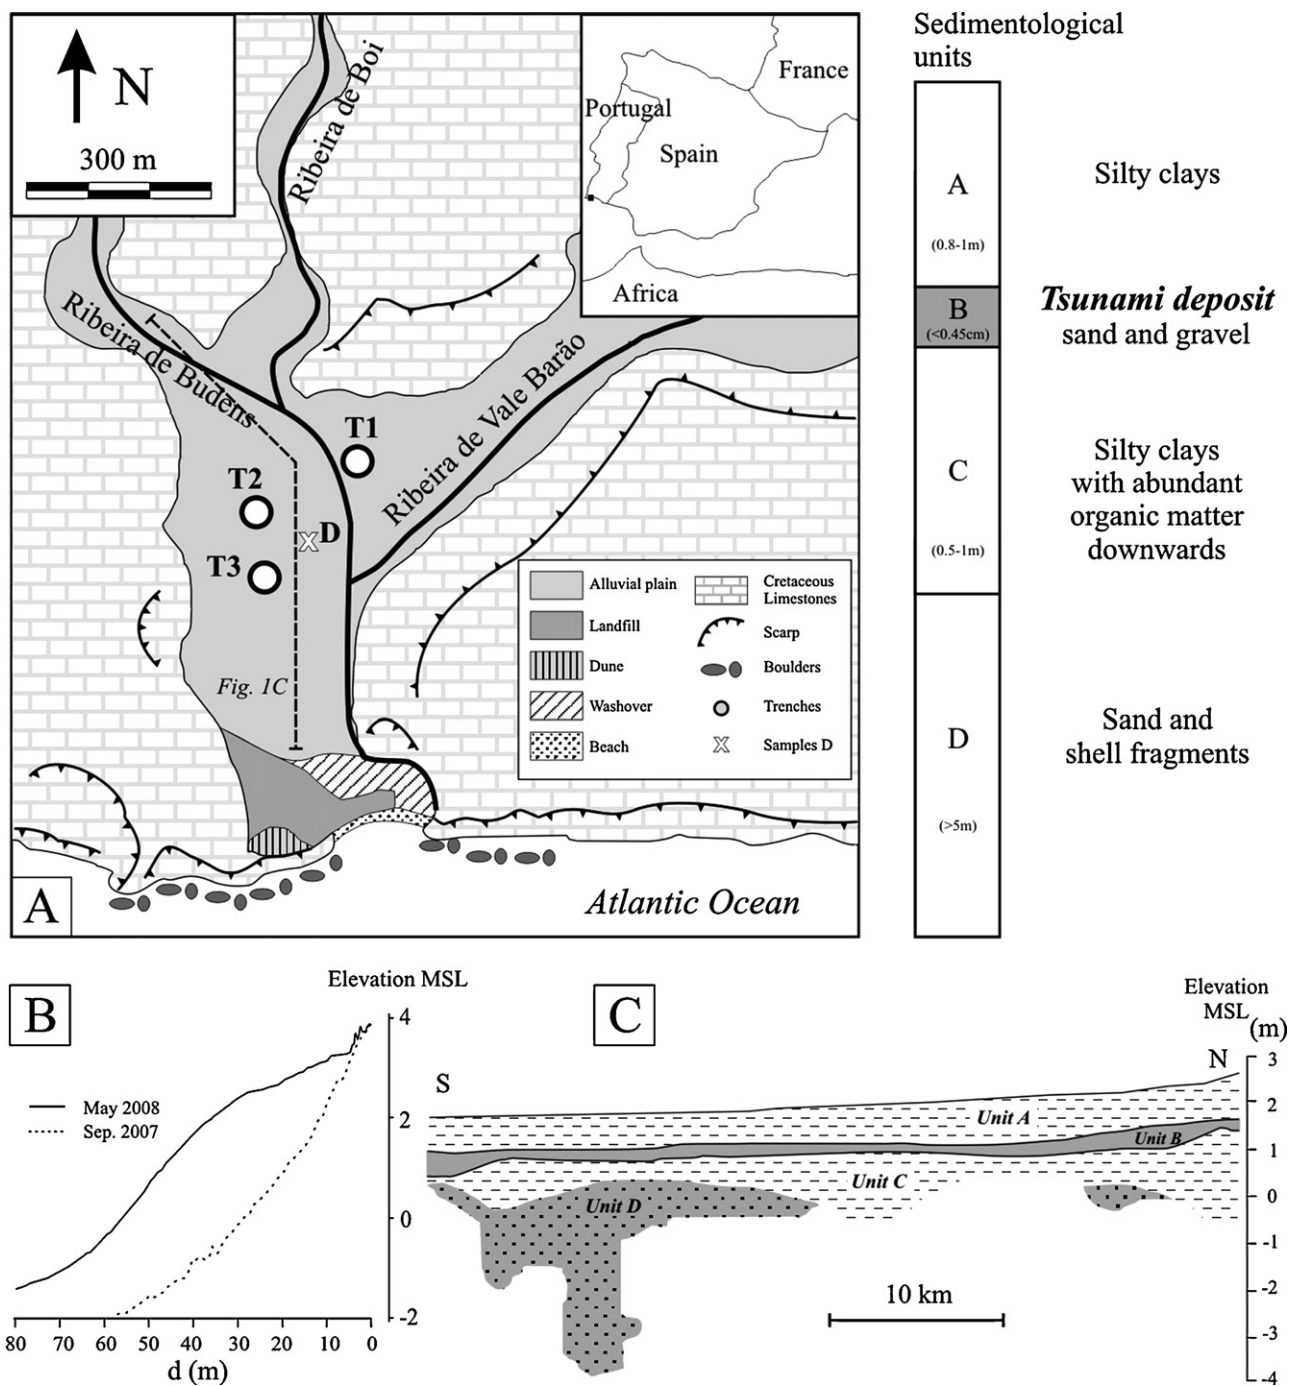 N
300 m
Ribeira de Boi
France
Portugal
Spain
Africa
Ribeira de Budens
Ribeira de Vale Barão
T1
T2
D
T3
Fig. 1C
Alluvial plain
Cretaceous
Limestones
Landfill
Scarp
Dune
Boulders
Washover
Trenches
Beach
X Samples D
A
Atlantic Ocean
Sedimentological
units
A
(0.8-1m)
Silty clays
B
(<0.45cm)
Tsunami deposit
sand and gravel
C
(0.5-1m)
Silty clays
with abundant
organic matter
downwards
D
(>5m)
Sand and
shell fragments
B
Elevation MSL
4
2
0
-2
May 2008
Sep. 2007
80 70 60 50 40 30 20 10 0
d (m)
C
Elevation
MSL
(m)
S
N
3
2
1
0
-1
-2
-3
-4
Unit A
Unit B
Unit C
Unit D
10 km